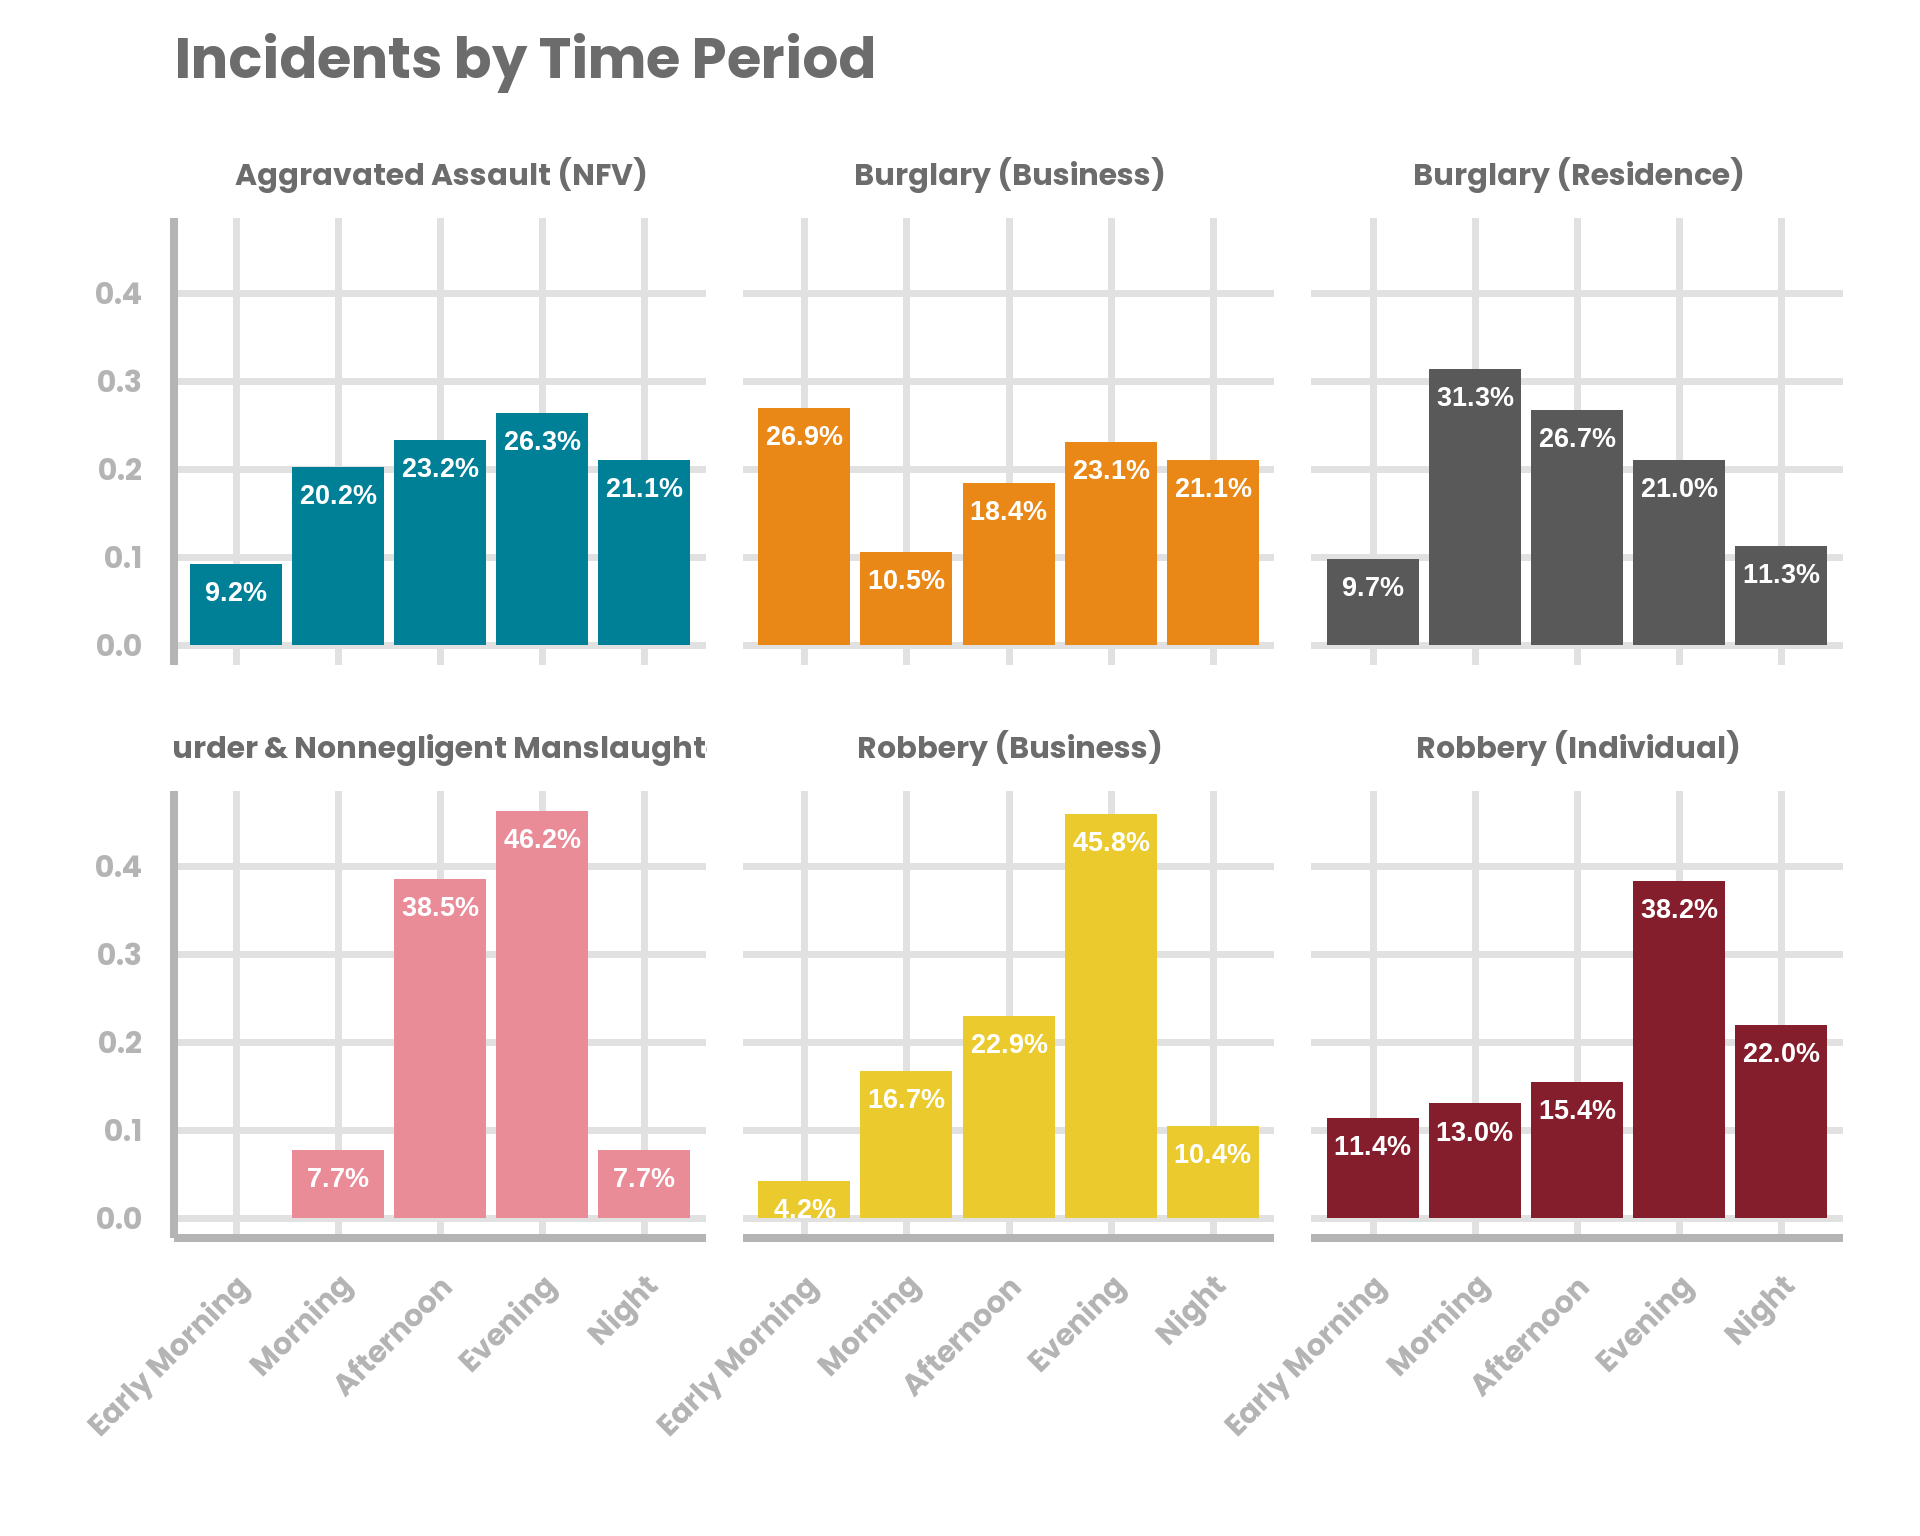 Incidents by Time Period
Aggravated Assault (NFV)
Burglary (Business)
Burglary (Residence)
0.4
0.3
0.2
0.1
0.0
9.2%
20.2%
23.2%
26.3%
21.1%
26.9%
10.5%
18.4%
23.1%
21.1%
9.7%
31.3%
26.7%
21.0%
11.3%
urder & Nonnegligent Manslaught
Robbery (Business)
Robbery (Individual)
0.4
0.3
0.2
0.1
0.0
7.7%
38.5%
46.2%
7.7%
4.2%
16.7%
22.9%
45.8%
10.4%
11.4%
13.0%
15.4%
38.2%
22.0%
Early Morning
Morning
Afternoon
Evening
Night
Early Morning
Morning
Afternoon
Evening
Night
Early Morning
Morning
Afternoon
Evening
Night